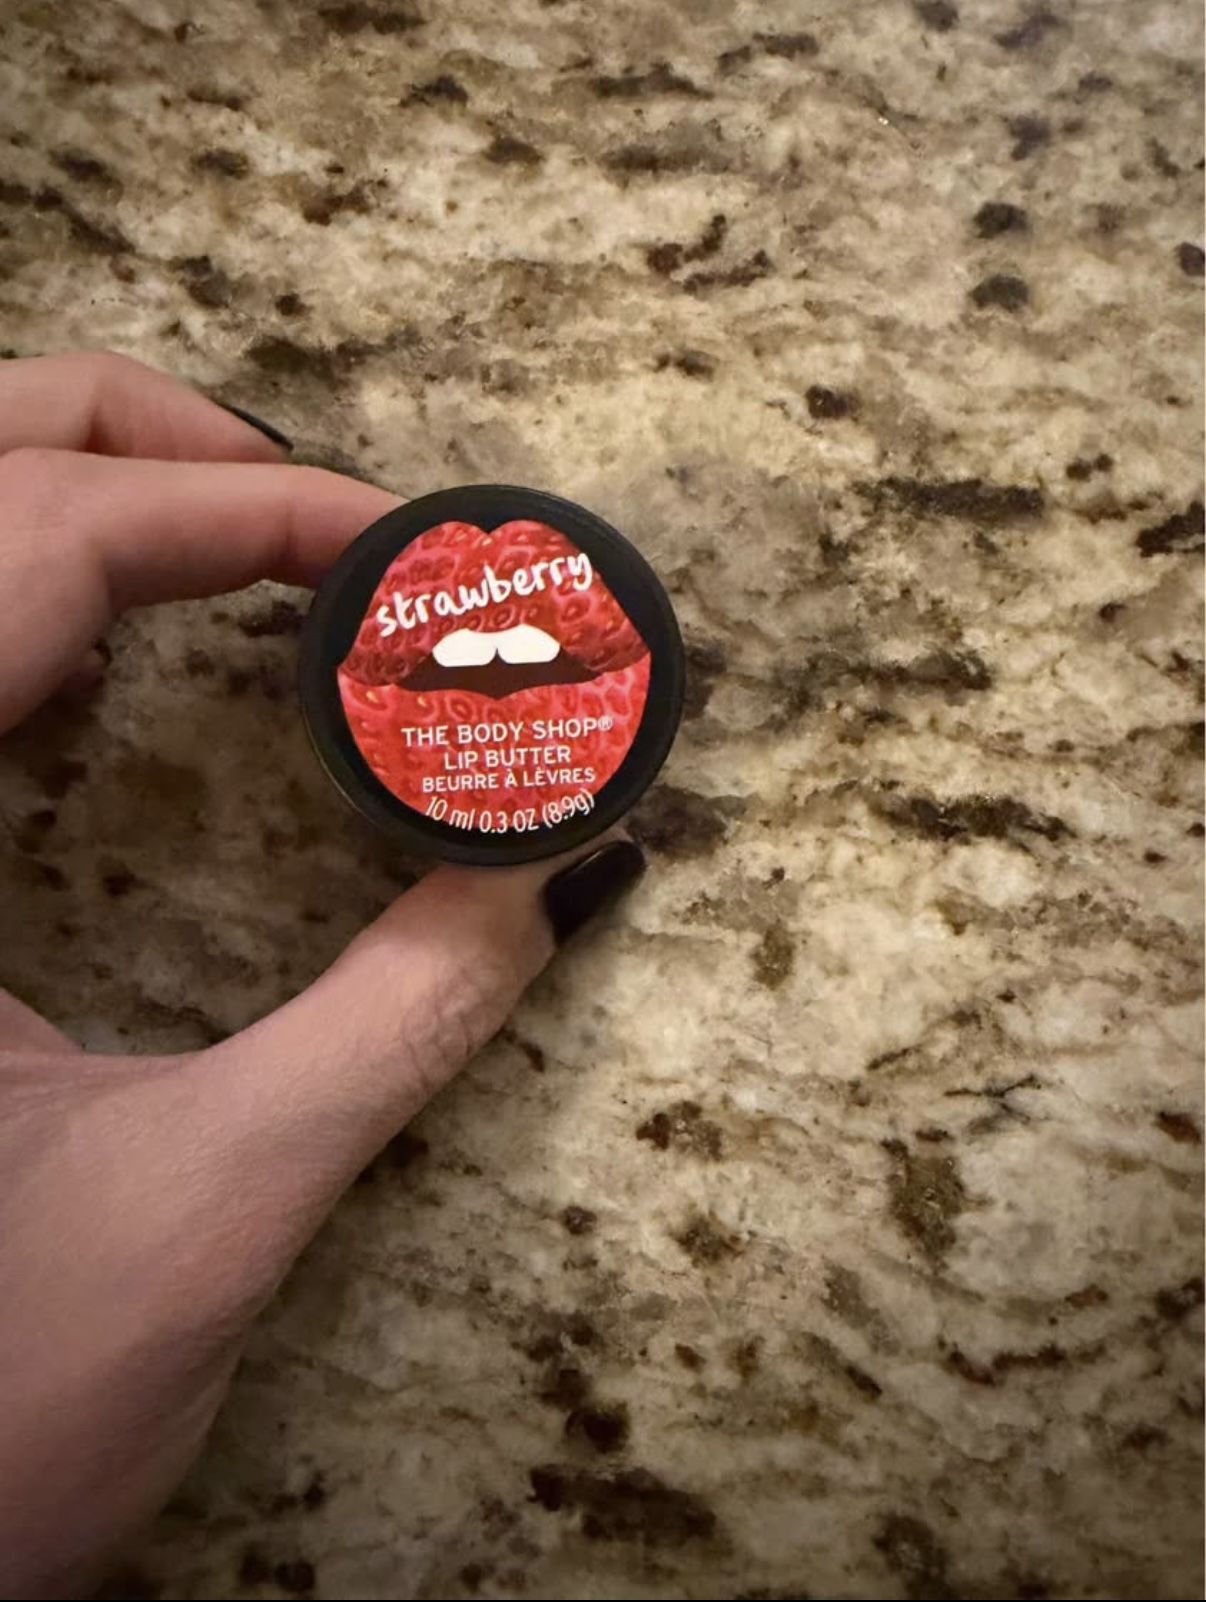 strawberry
THE BODY SHOP®
LIP BUTTER
BEURRE À LÈVRES
10 ml 0.3 OZ (8.9g)